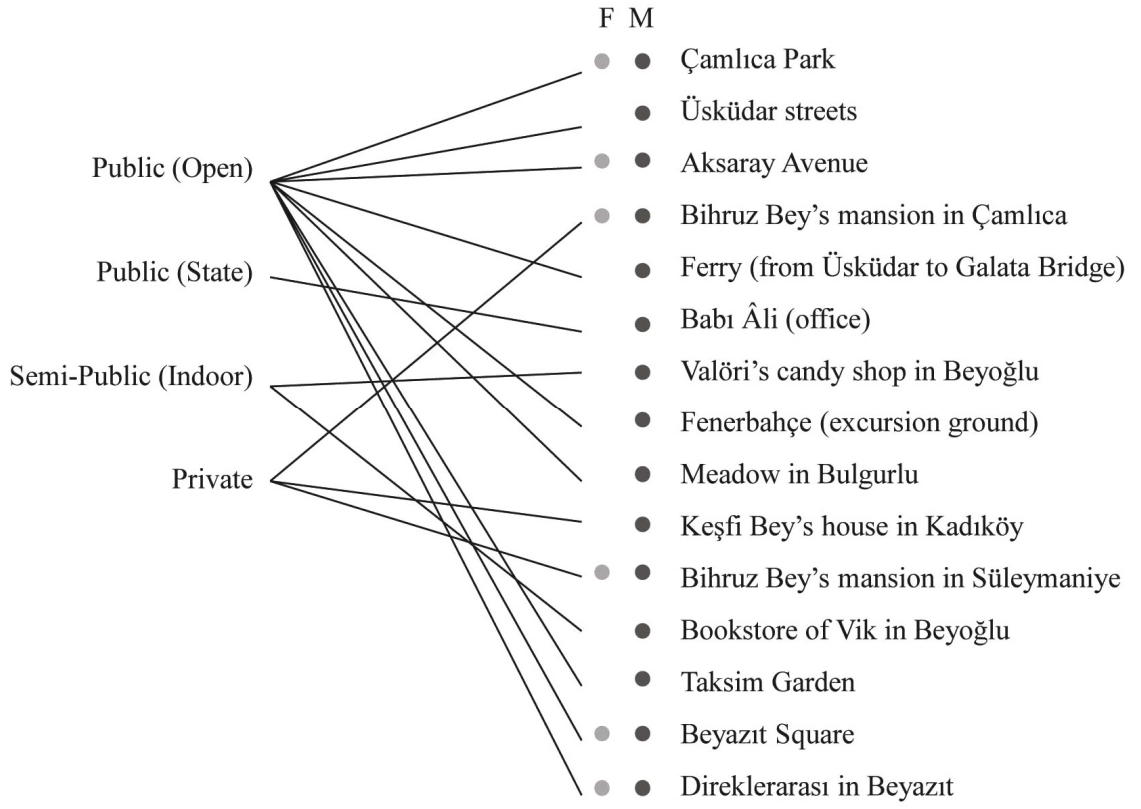 F M
Çamlıca Park
Üsküdar streets
Public (Open)
Aksaray Avenue
Bihruz Bey’s mansion in Çamlıca
Public (State)
Ferry (from Üsküdar to Galata Bridge)
Babı Âli (office)
Semi-Public (Indoor)
Valöri’s candy shop in Beyoğlu
Fenerbahçe (excursion ground)
Private
Meadow in Bulgurlu
Keşfi Bey’s house in Kadıköy
Bihruz Bey’s mansion in Süleymaniye
Bookstore of Vik in Beyoğlu
Taksim Garden
Beyazıt Square
Direklerarası in Beyazıt